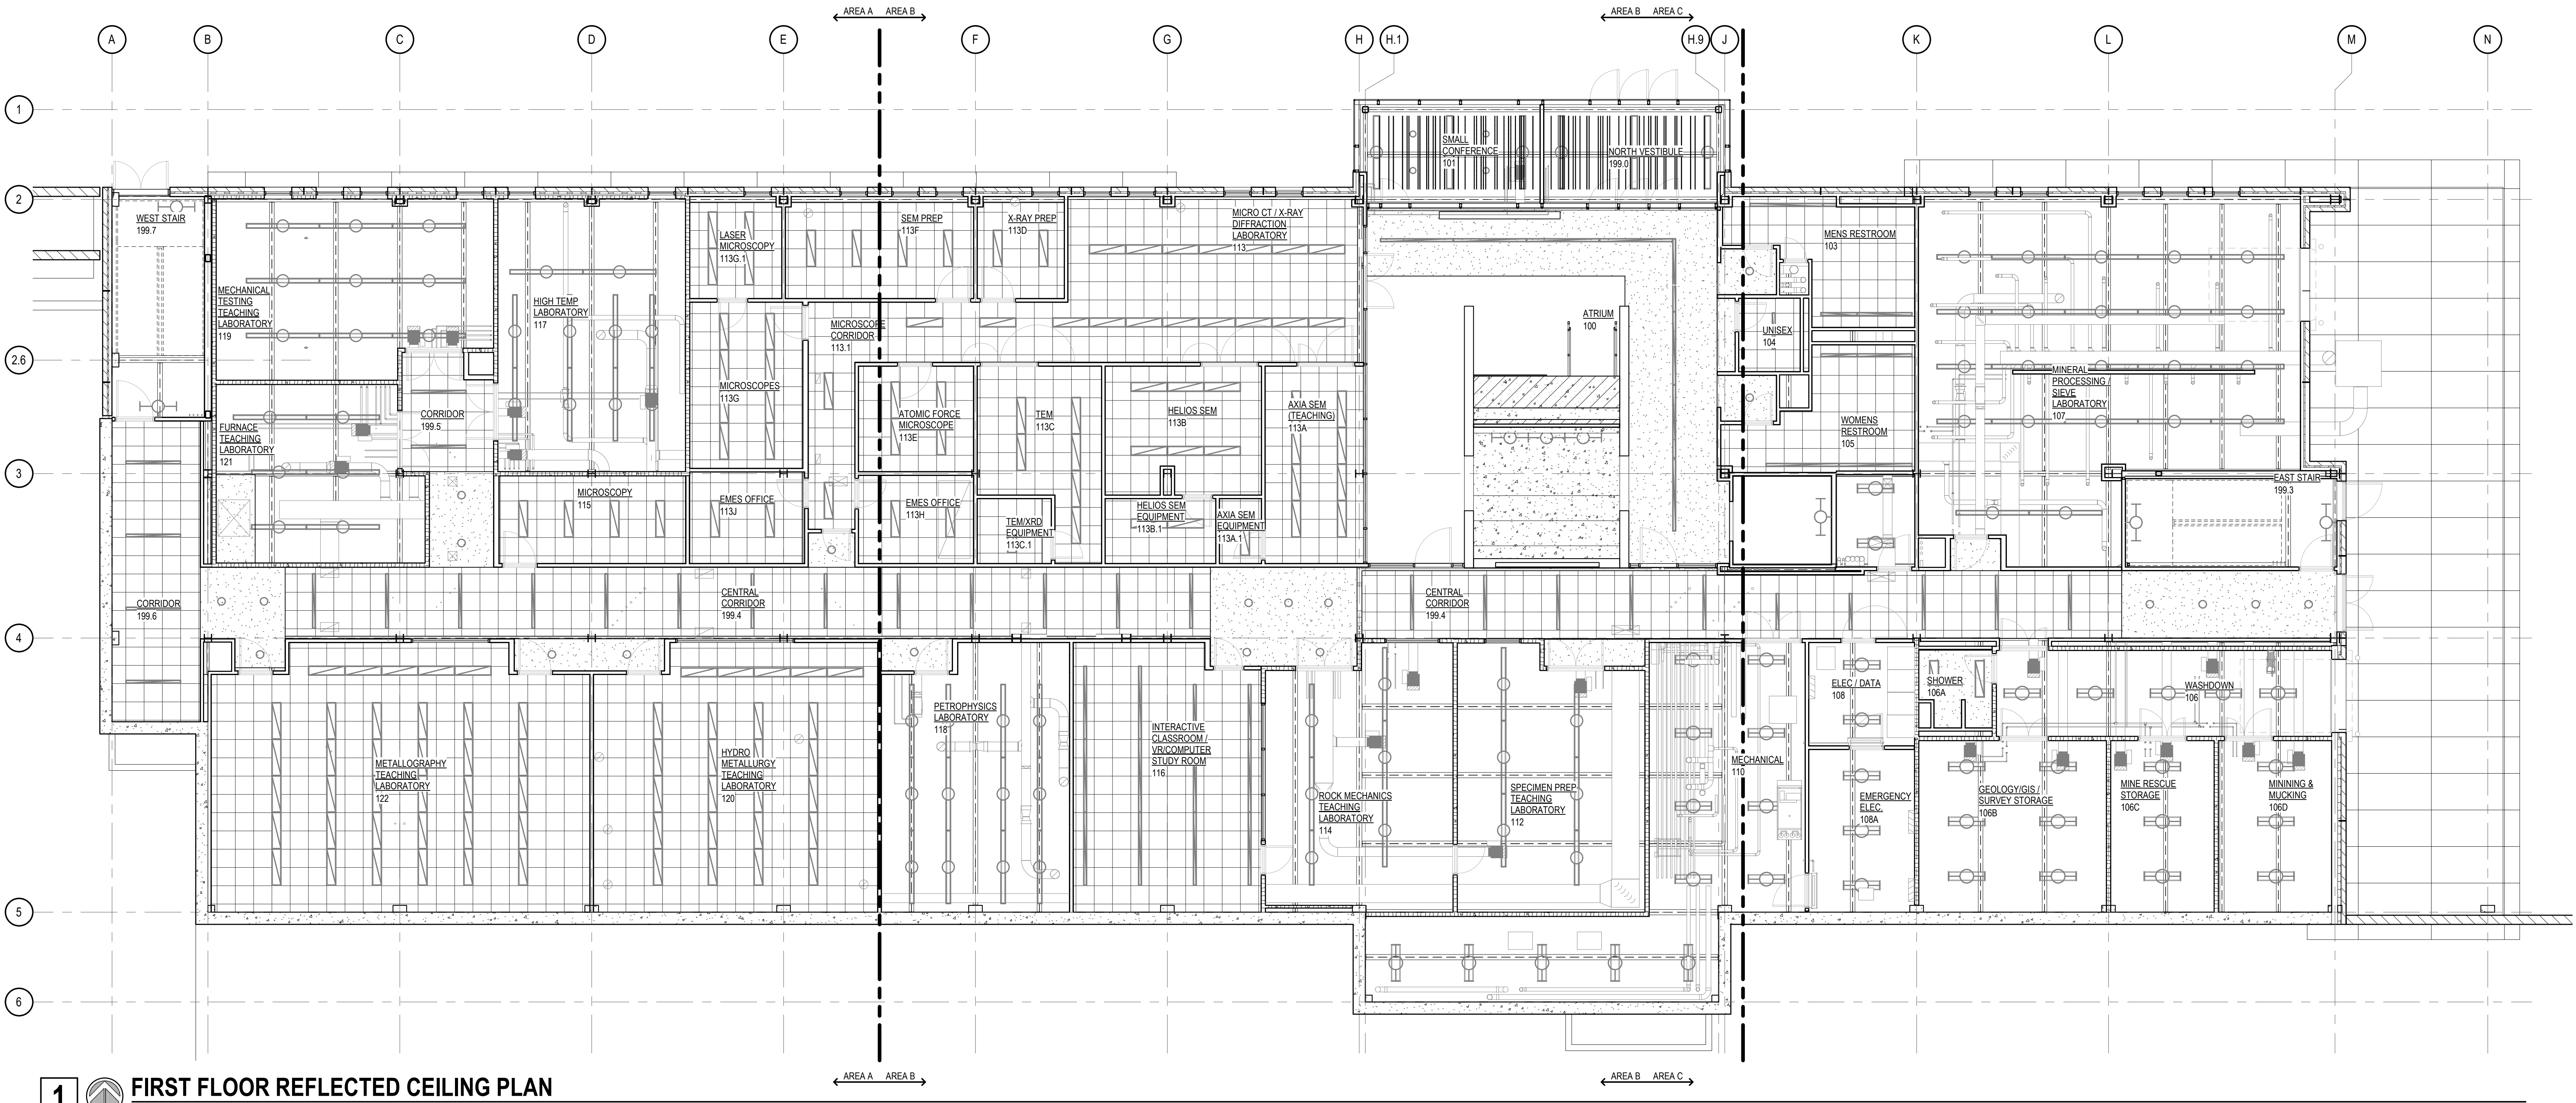 AREA A AREA B
AREA B AREA C
A B C D E F G H H.1 H.9 J K L M N
1
2
2.6
3
4
5
6
SMALL
CONFERENCE
101
NORTH VESTIBULE
199.0
WEST STAIR
199.7
SEM PREP
113F
X-RAY PREP
113D
MICRO CT / X-RAY
DIFFRACTION
LABORATORY
113
LASER
MICROSCOPY
113G.1
MENS RESTROOM
103
MECHANICAL
TESTING
TEACHING
LABORATORY
119
HIGH TEMP
LABORATORY
117
MICROSCOPE
CORRIDOR
113.1
ATRIUM
100
UNISEX
104
MICROSCOPES
113G
MINERAL
PROCESSING /
SIEVE
LABORATORY
107
CORRIDOR
199.5
ATOMIC FORCE
MICROSCOPE
113E
TEM
113C
HELIOS SEM
113B
AXIA SEM
(TEACHING)
113A
WOMENS
RESTROOM
105
FURNACE
TEACHING
LABORATORY
121
EAST STAIR
199.3
MICROSCOPY
115
EMES OFFICE
113J
EMES OFFICE
113H
TEM/XRD
EQUIPMENT
113C.1
HELIOS SEM
EQUIPMENT
113B.1
AXIA SEM
EQUIPMENT
113A.1
CORRIDOR
199.6
CENTRAL
CORRIDOR
199.4
CENTRAL
CORRIDOR
199.4
ELEC / DATA
108
SHOWER
106A
WASHDOWN
106
PETROPHYSICS
LABORATORY
118
INTERACTIVE
CLASSROOM /
VR/COMPUTER
STUDY ROOM
116
METALLOGRAPHY
TEACHING
LABORATORY
122
HYDRO
METALLURGY
TEACHING
LABORATORY
120
MECHANICAL
110
ROCK MECHANICS
TEACHING
LABORATORY
114
SPECIMEN PREP
TEACHING
LABORATORY
112
EMERGENCY
ELEC.
108A
GEOLOGY/GIS /
SURVEY STORAGE
106B
MINE RESCUE
STORAGE
106C
MINING &
MUCKING
106D
AREA A AREA B
AREA B AREA C
1
FIRST FLOOR REFLECTED CEILING PLAN